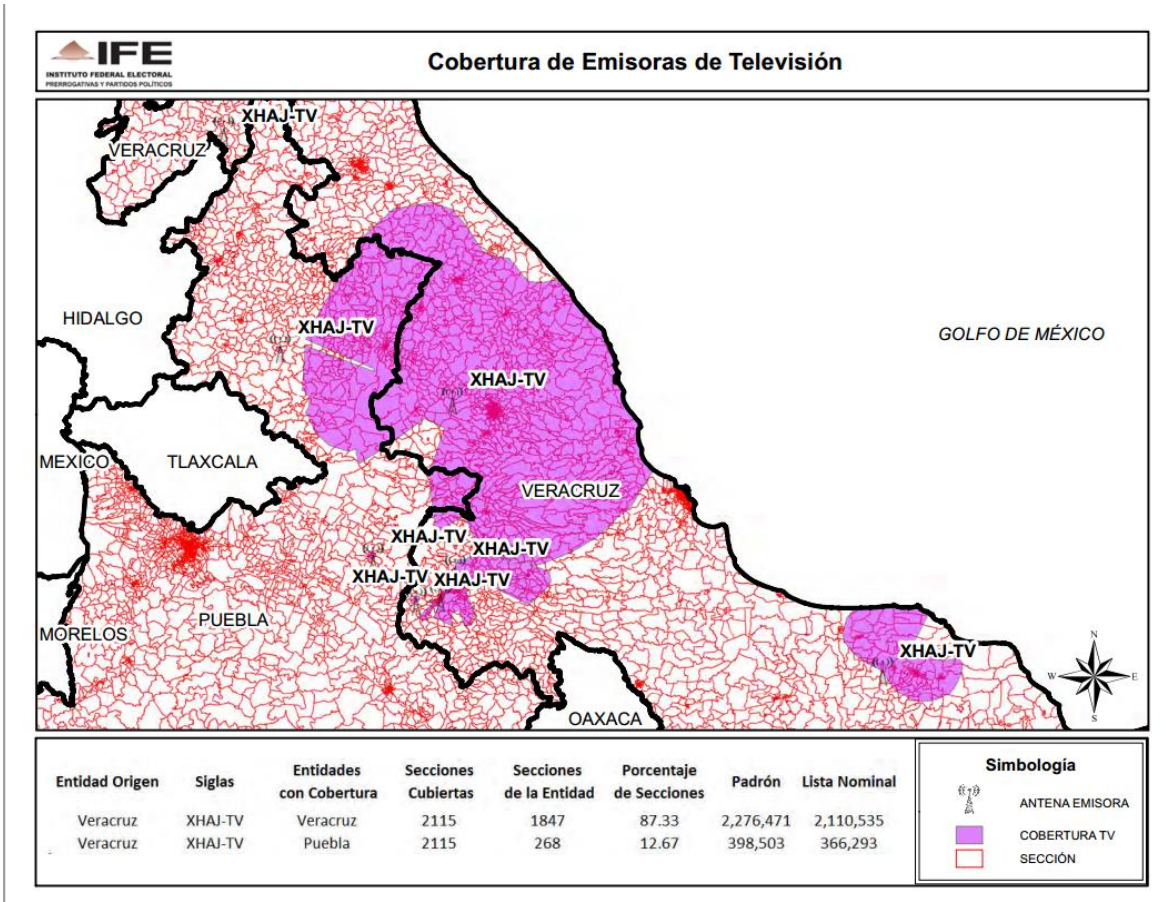 IFE
INSTITUTO FEDERAL ELECTORAL
PRERROGATIVAS Y PARTIDOS POLÍTICOS
Cobertura de Emisoras de Televisión
XHAJ-TV
VERACRUZ
HIDALGO
XHAJ-TV
GOLFO DE MÉXICO
XHAJ-TV
MEXICO
TLAXCALA
VERACRUZ
XHAJ-TV
XHAJ-TV
XHAJ-TV
XHAJ-TV
PUEBLA
MORELOS
XHAJ-TV
OAXACA
N
W
E
S
Entidad Origen Siglas Entidades con Cobertura Secciones Cubiertas Secciones de la Entidad Porcentaje de Secciones Padrón Lista Nominal
Veracruz XHAJ-TV Veracruz 2115 1847 87.33 2,276,471 2,110,535
Veracruz XHAJ-TV Puebla 2115 268 12.67 398,503 366,293
Simbología
ANTENA EMISORA
COBERTURA TV
SECCIÓN